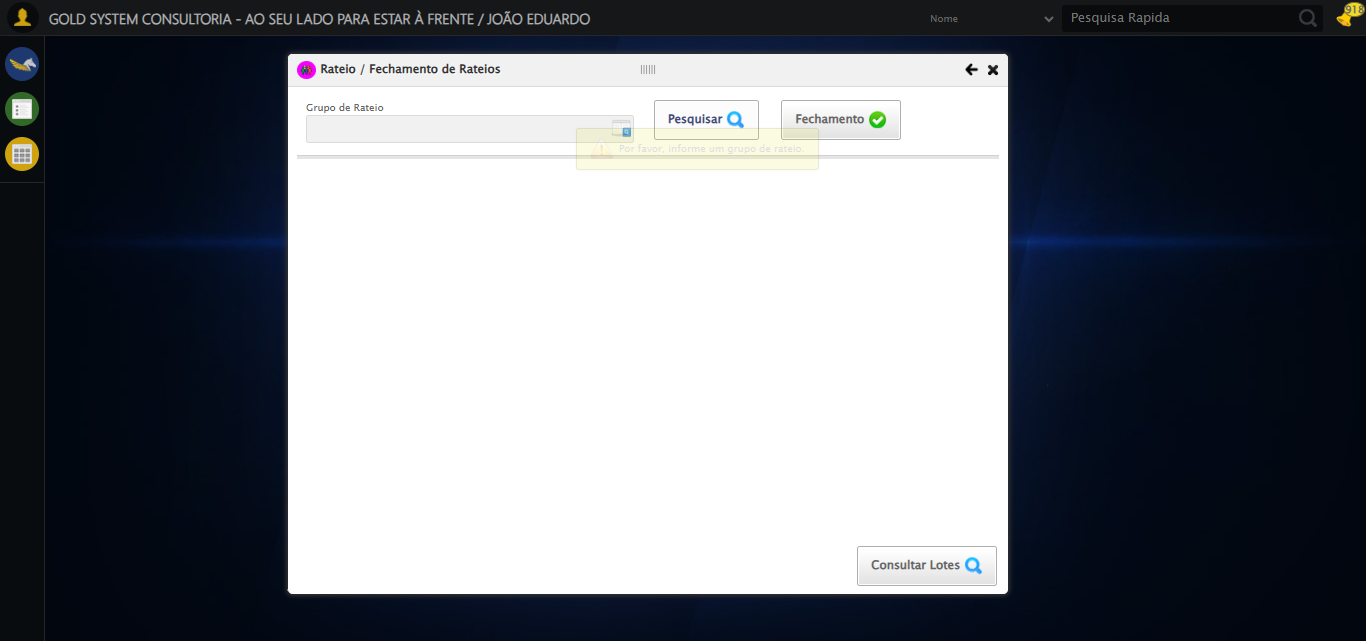 GOLD SYSTEM CONSULTORIA - AO SEU LADO PARA ESTAR À FRENTE / JOÃO EDUARDO
Nome
Pesquisa Rapida
918
Rateio / Fechamento de Rateios
Grupo de Rateio
Pesquisar
Fechamento
Por favor, informe um grupo de rateio.
Consultar Lotes